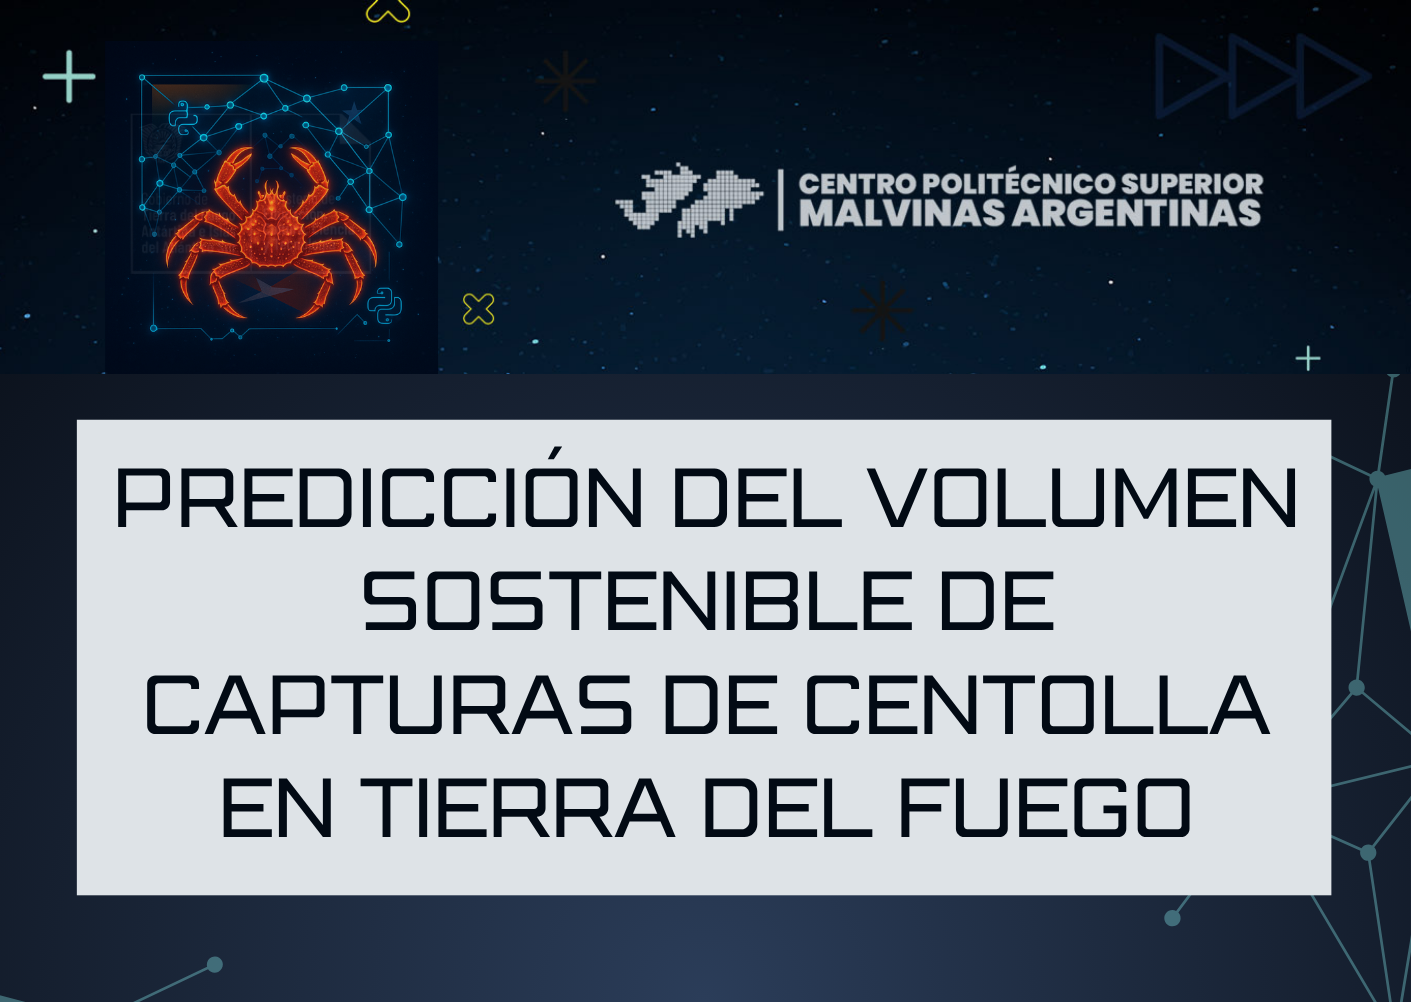 CENTRO POLITÉCNICO SUPERIOR
MALVINAS ARGENTINAS
PREDICCIÓN DEL VOLUMEN
SOSTENIBLE DE
CAPTURAS DE CENTOLLA
EN TIERRA DEL FUEGO